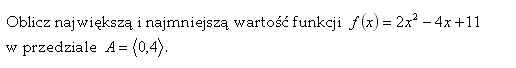 Oblicz największą i najmniejszą wartość funkcji f(x) = 2x² − 4x + 11
w przedziale A = ⟨0,4⟩.